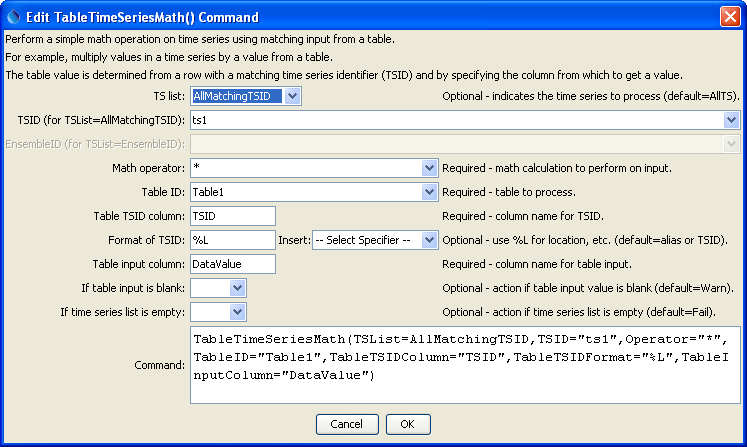 Edit TableTimeSeriesMath() Command
Perform a simple math operation on time series using matching input from a table.
For example, multiply values in a time series by a value from a table.
The table value is determined from a row with a matching time series identifier (TSID) and by specifying the column from which to get a value.
TS list: AllMatchingTSID Optional - indicates the time series to process (default=AllTS).
TSID (for TSList=AllMatchingTSID): ts1
EnsembleID (for TSList=EnsembleID):
Math operator: * Required - math calculation to perform on input.
Table ID: Table1 Required - table to process.
Table TSID column: TSID Required - column name for TSID.
Format of TSID: %L Insert: -- Select Specifier -- Optional - use %L for location, etc. (default=alias or TSID).
Table input column: DataValue Required - column name for table input.
If table input is blank: Optional - action if table input value is blank (default=Warn).
If time series list is empty: Optional - action if time series list is empty (default=Fail).
TableTimeSeriesMath(TSList=AllMatchingTSID,TSID="ts1",Operator="*",
TableID="Table1",TableTSIDColumn="TSID",TableTSIDFormat="%L",TableI
Command: nputColumn="DataValue")
Cancel OK